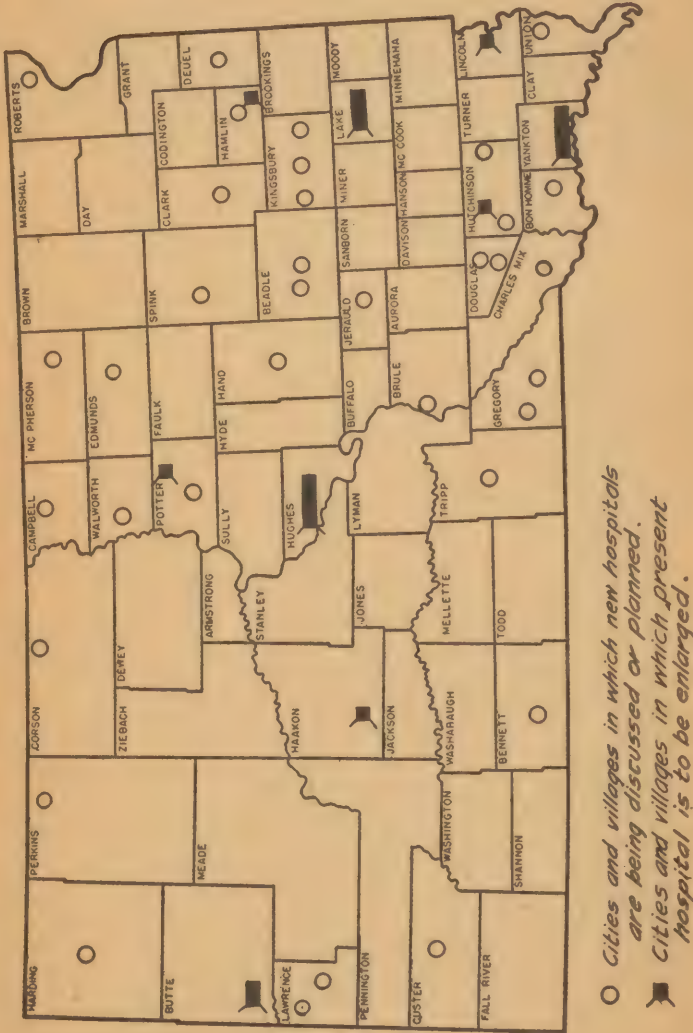 HARDING
PERKINS
CORSON
CAMPBELL
MC PHERSON
BROWN
MARSHALL
ROBERTS
BUTTE
MEADE
ZIEBACH
DEWEY
WALWORTH
EDMUNDS
DAY
GRANT
ARMSTRONG
POTTER
FAULK
SPINK
CLARK
CODINGTON
DEUEL
HAMLIN
LAWRENCE
HAAKON
STANLEY
SULLY
HYDE
HAND
BEADLE
KINGSBURY
BROOKINGS
PENNINGTON
HUGHES
JACKSON
JONES
LYMAN
BUFFALO
JERAULD
SANBORN
MINER
LAKE
MOODY
CUSTER
WASHINGTON
WASHARAUGH
MELLETTE
TRIPP
BRULE
AURORA
DAVISON
HANSON
MC COOK
MINNEHAHA
FALL RIVER
SHANNON
BENNETT
TODD
GREGORY
CHARLES MIX
DOUGLAS
HUTCHINSON
TURNER
LINCOLN
BON HOMME
YANKTON
CLAY
UNION
Cities and villages in which new hospitals
are being discussed or planned.
Cities and villages in which present
hospital is to be enlarged.